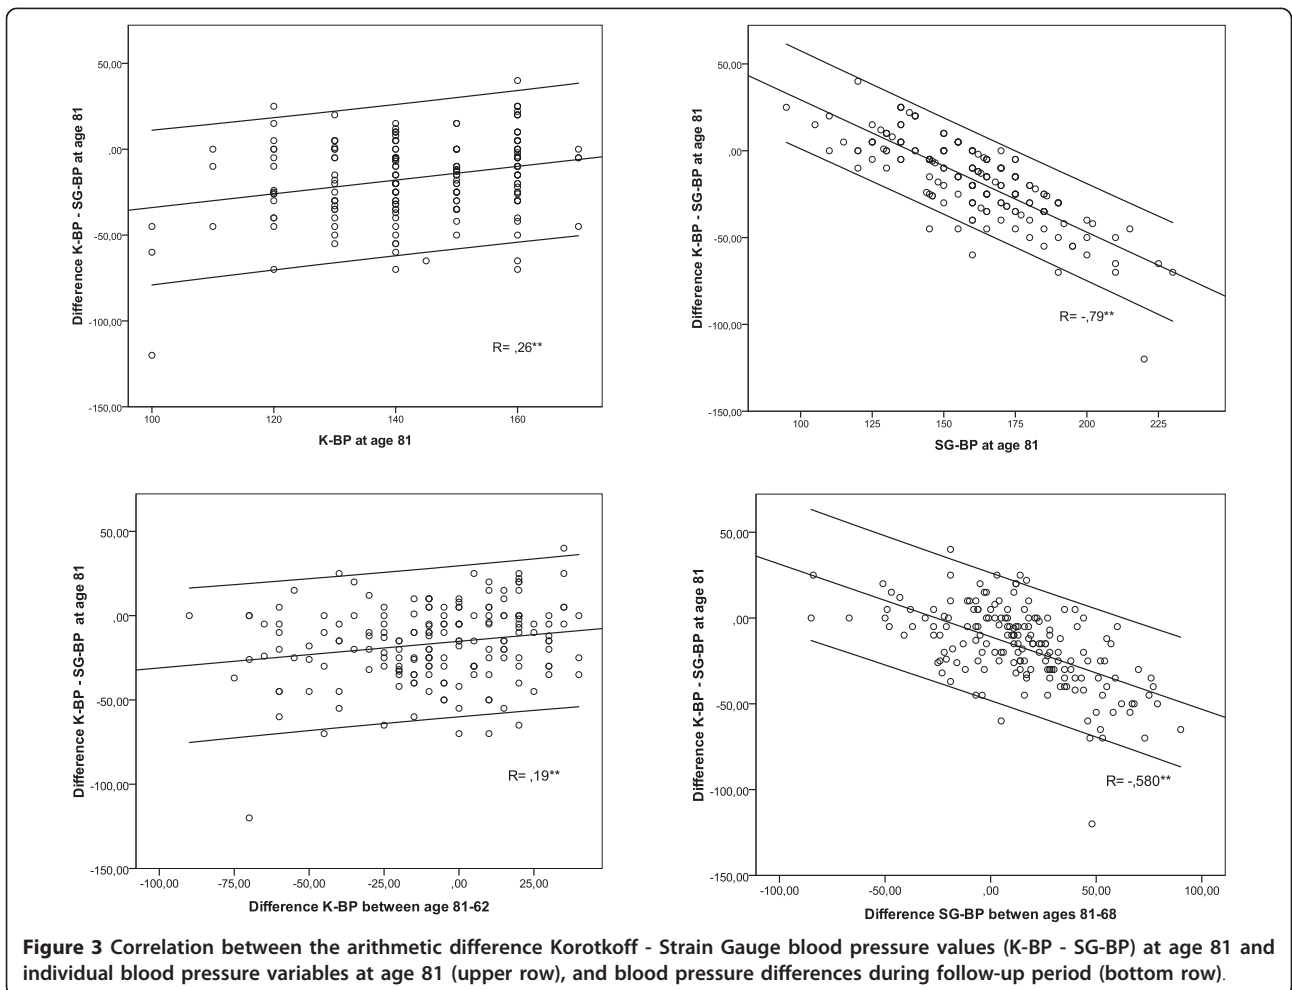 50,00
,00
-50,00
-100,00
-150,00
Difference K-BP - SG-BP at age 81
R= ,26**
100 120 140 160
K-BP at age 81
50,00
,00
-50,00
-100,00
-150,00
Difference K-BP - SG-BP at age 81
R= -,79**
100 125 150 175 200 225
SG-BP at age 81
50,00
,00
-50,00
-100,00
-150,00
Difference K-BP - SG-BP at age 81
R= ,19**
-100,00 -75,00 -50,00 -25,00 ,00 25,00
Difference K-BP between age 81-62
50,00
,00
-50,00
-100,00
-150,00
Difference K-BP - SG-BP at age 81
R= -,580**
-100,00 -50,00 ,00 50,00 100,00
Difference SG-BP betwen ages 81-68
Figure 3 Correlation between the arithmetic difference Korotkoff - Strain Gauge blood pressure values (K-BP - SG-BP) at age 81 and
individual blood pressure variables at age 81 (upper row), and blood pressure differences during follow-up period (bottom row).